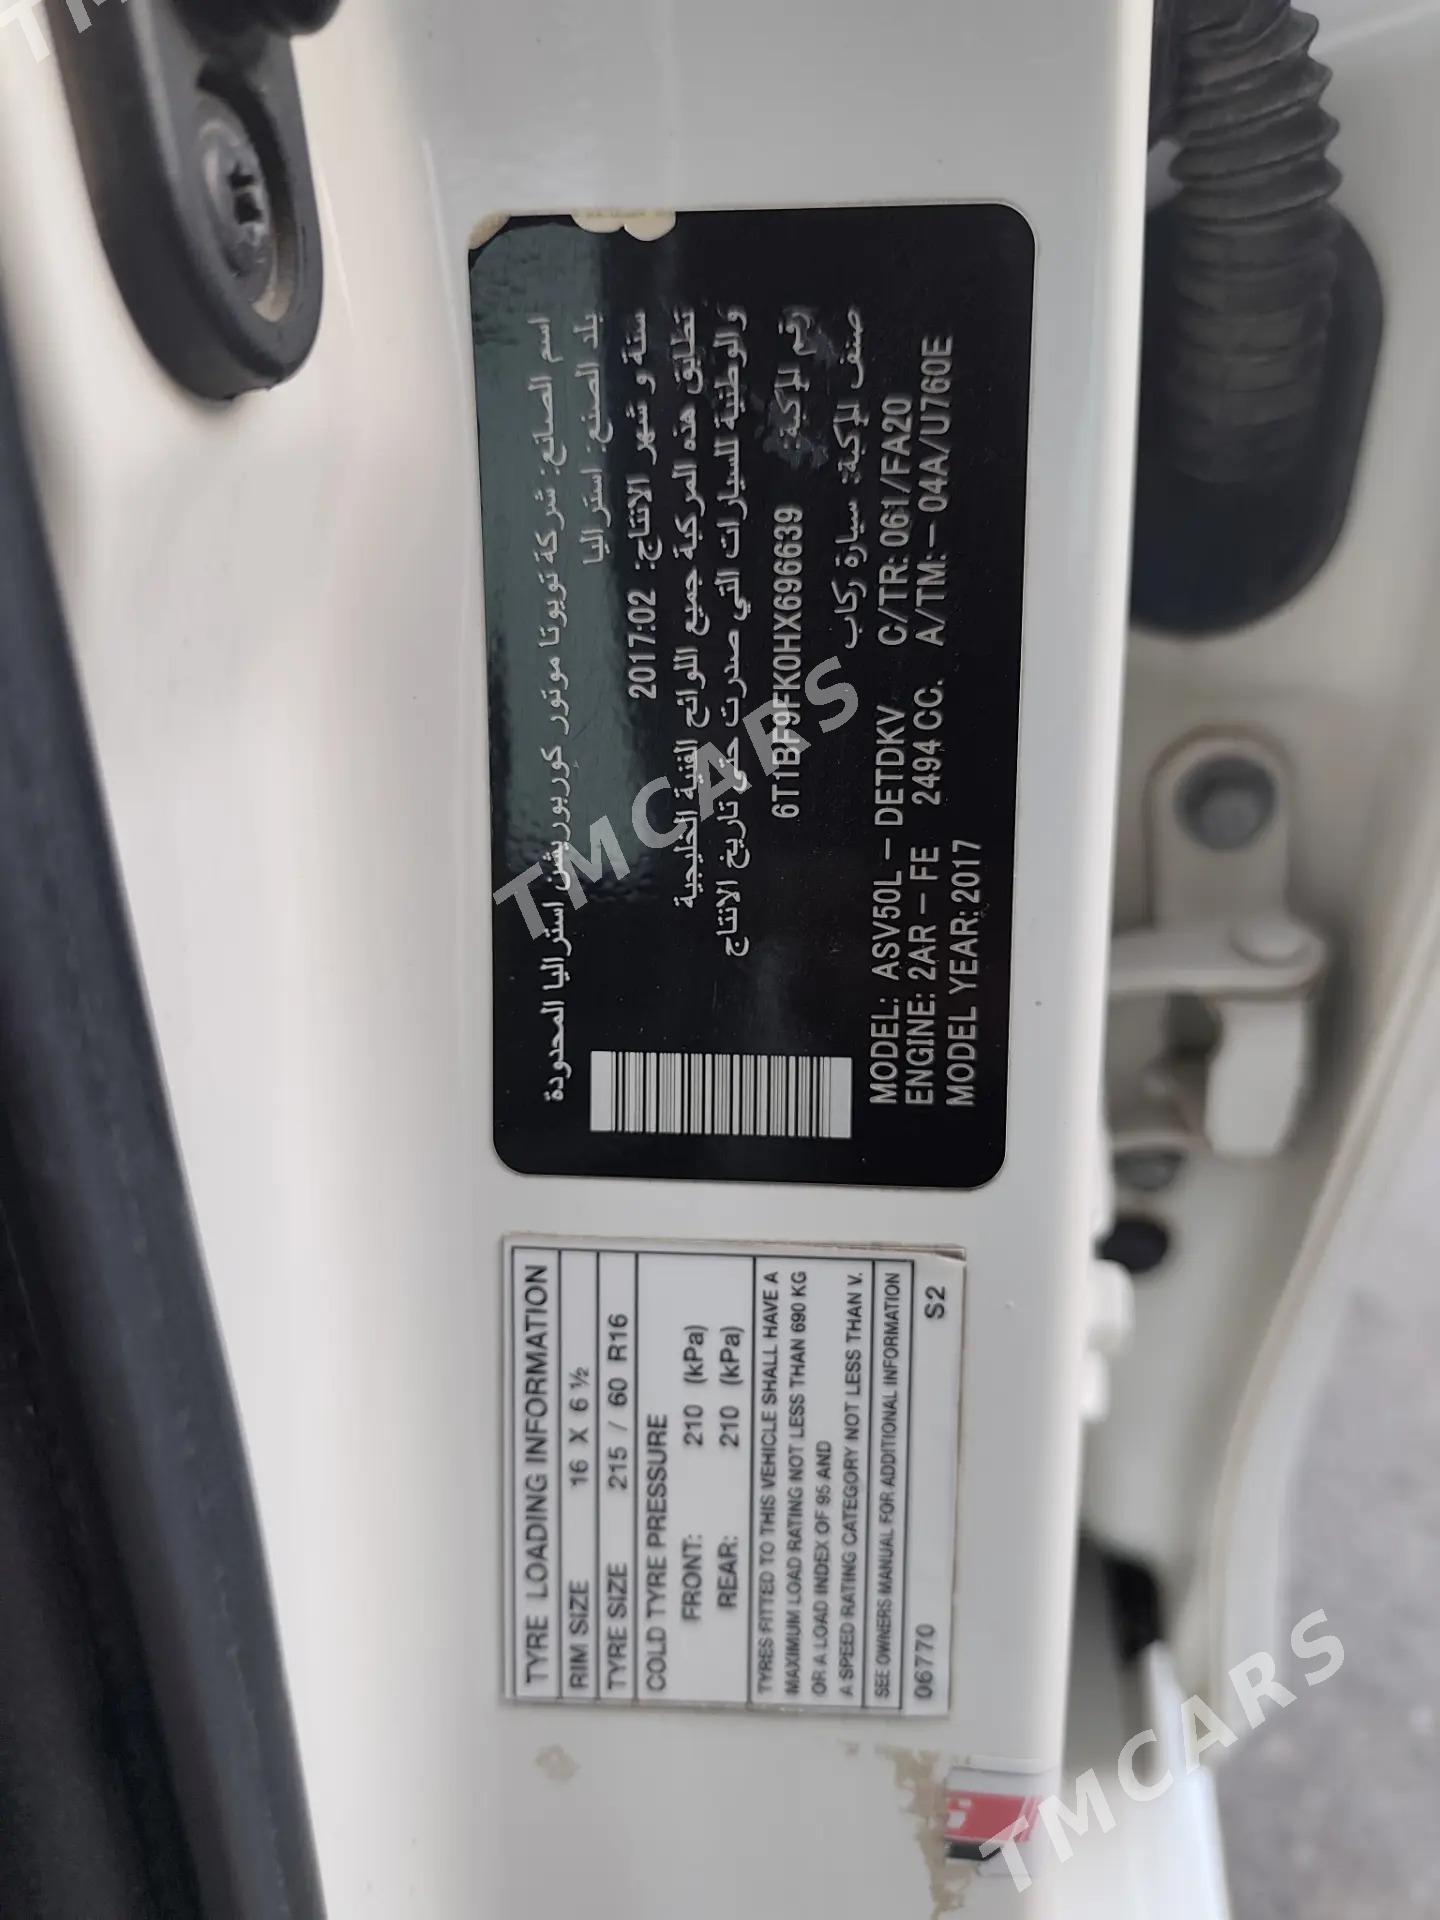 اسم الصانع: شركة تويوتا موتور كوربوريشن استراليا المحدودة
بلد الصنع: استراليا
سنة و شهر الانتاج: 2017:02
تطابق هذه المركبة جميع اللوائح الفنية الخليجية
والوطنية للسيارات التي صدرت حتى تاريخ الانتاج
رقم المركبة: 6T1BF9FK0HX696639
صنف المركبة: سيارة ركاب
MODEL: ASV50L – DETDKV C/TR: 061/FA20
ENGINE: 2AR – FE 2494 CC. A/TM: – 04A/U760E
MODEL YEAR: 2017
TYRE LOADING INFORMATION
RIM SIZE 16 X 6 ½
TYRE SIZE 215 / 60 R16
COLD TYRE PRESSURE
FRONT: 210 (kPa)
REAR: 210 (kPa)
TYRES FITTED TO THIS VEHICLE SHALL HAVE A
MAXIMUM LOAD RATING NOT LESS THAN 690 KG
OR A LOAD INDEX OF 95 AND
A SPEED RATING CATEGORY NOT LESS THAN V.
SEE OWNERS MANUAL FOR ADDITIONAL INFORMATION
06770 S2
TMCARS
TMCARS